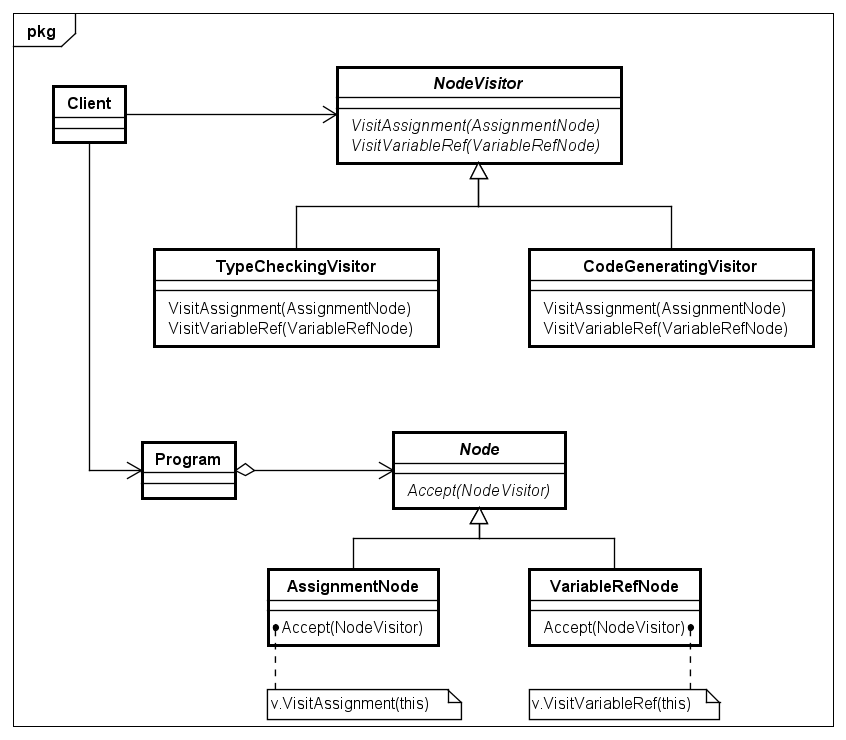 pkg
Client
NodeVisitor
VisitAssignment(AssignmentNode)
VisitVariableRef(VariableRefNode)
TypeCheckingVisitor
VisitAssignment(AssignmentNode)
VisitVariableRef(VariableRefNode)
CodeGeneratingVisitor
VisitAssignment(AssignmentNode)
VisitVariableRef(VariableRefNode)
Program
Node
Accept(NodeVisitor)
AssignmentNode
Accept(NodeVisitor)
VariableRefNode
Accept(NodeVisitor)
v.VisitAssignment(this)
v.VisitVariableRef(this)